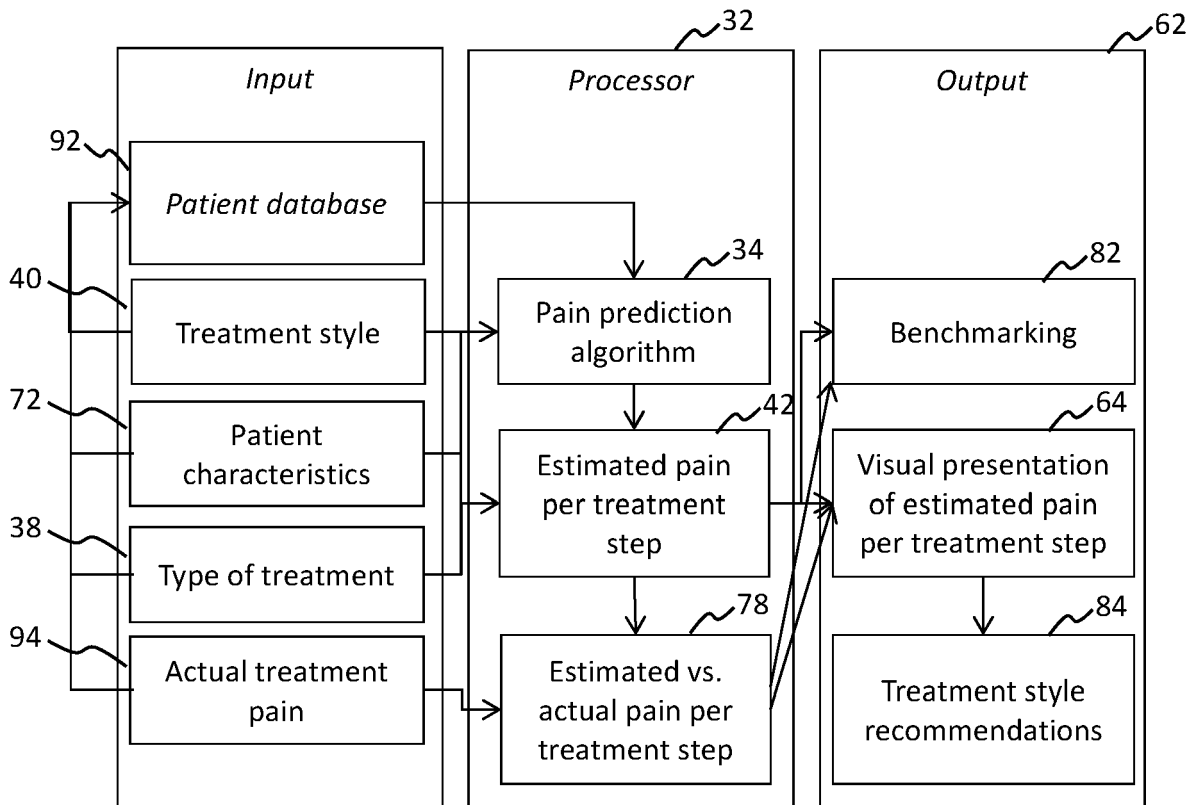 32
62
Input
Processor
Output
92
Patient database
34
82
40
Treatment style
Pain prediction
algorithm
Benchmarking
72
42
64
Patient
characteristics
Estimated pain
per treatment
step
Visual presentation
of estimated pain
per treatment step
38
Type of treatment
78
84
94
Actual treatment
pain
Estimated vs.
actual pain per
treatment step
Treatment style
recommendations